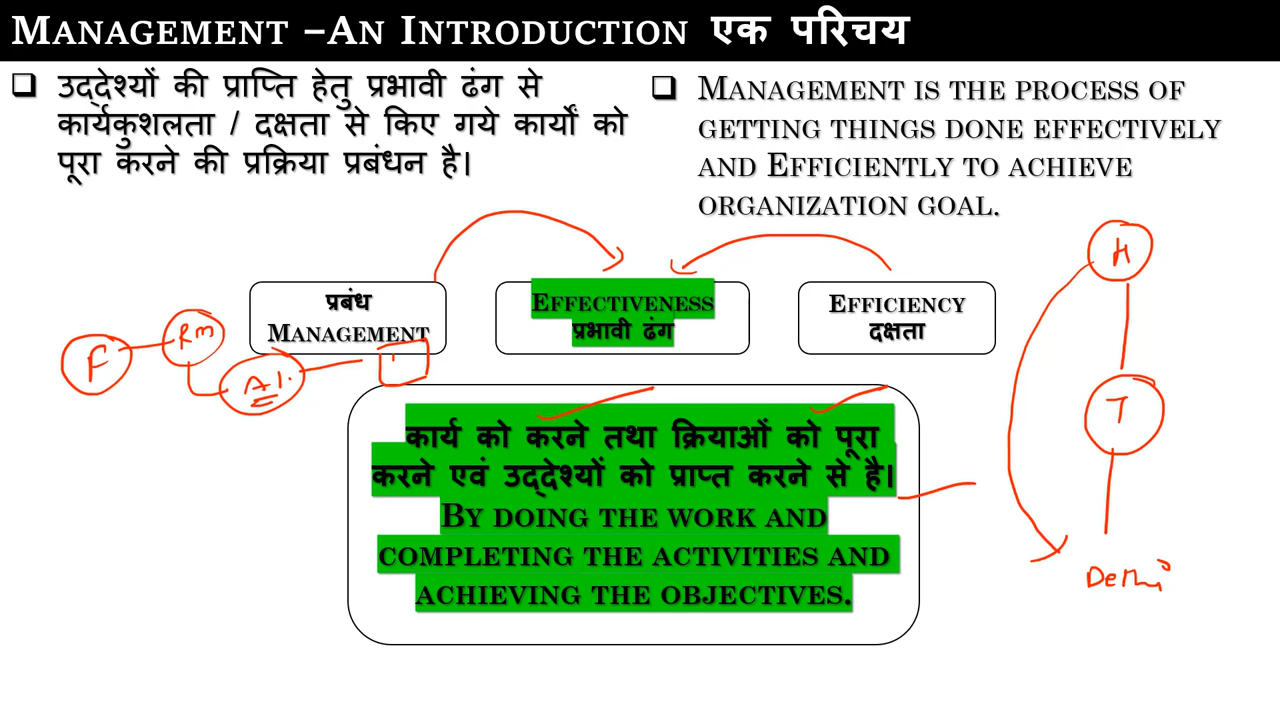 Management –An Introduction एक परिचय
उद्देश्यों की प्राप्ति हेतु प्रभावी ढंग से
कार्यकुशलता / दक्षता से किए गये कार्यों को
पूरा करने की प्रक्रिया प्रबंधन है।
Management is the process of
getting things done effectively
and Efficiently to achieve
organization goal.
प्रबंध
Management
Effectiveness
प्रभावी ढंग
Efficiency
दक्षता
कार्य को करने तथा क्रियाओं को पूरा
करने एवं उद्देश्यों को प्राप्त करने से है।
By doing the work and
completing the activities and
achieving the objectives.
F
Rm
H
T
Delhi